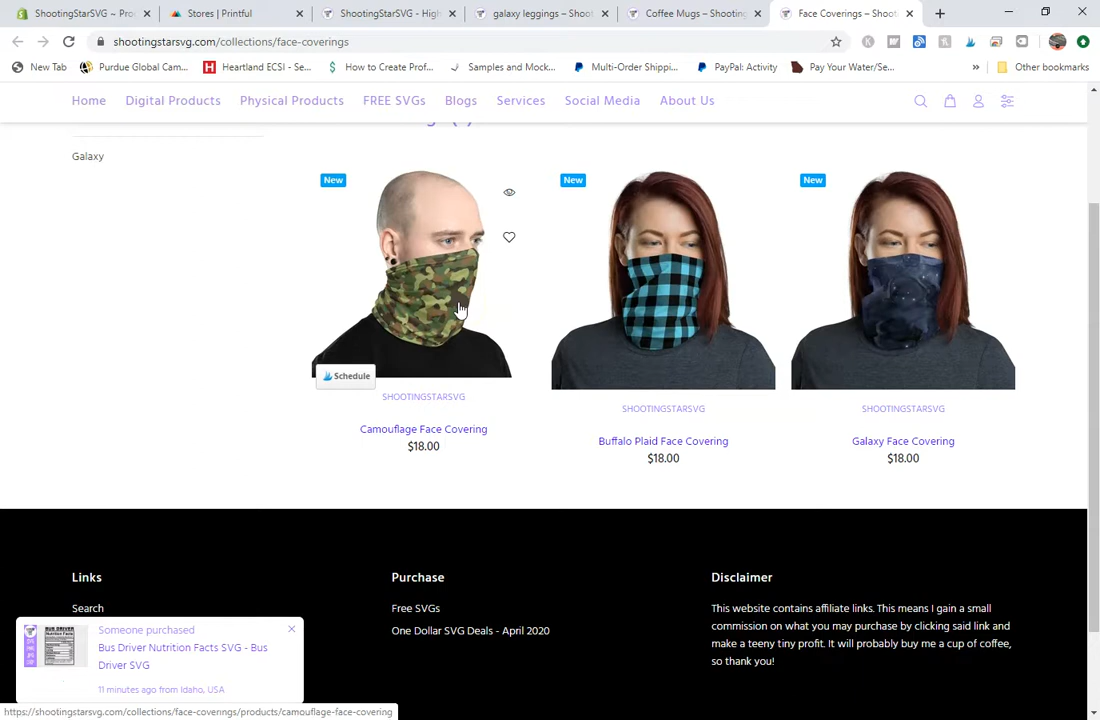 ShootingStarSVG ~ Pro
Stores | Printful
ShootingStarSVG - High
galaxy leggings – Shoot
Coffee Mugs – Shooting
Face Coverings – Shoot
shootingstarsvg.com/collections/face-coverings
New Tab
Purdue Global Cam...
Heartland ECSI - Se...
How to Create Prof...
Samples and Mock...
Multi-Order Shippi...
PayPal: Activity
Pay Your Water/Se...
»
Other bookmarks
Home
Digital Products
Physical Products
FREE SVGs
Blogs
Services
Social Media
About Us
Galaxy
New
New
New
Schedule
SHOOTINGSTARSVG
Camouflage Face Covering
$18.00
SHOOTINGSTARSVG
Buffalo Plaid Face Covering
$18.00
SHOOTINGSTARSVG
Galaxy Face Covering
$18.00
Links
Search
Purchase
Free SVGs
One Dollar SVG Deals - April 2020
Disclaimer
This website contains affiliate links. This means I gain a small
commission on what you may purchase by clicking said link and
make a teeny tiny profit. It will probably buy me a cup of coffee,
so thank you!
BUS DRIVER
Nutrition Facts
Someone purchased
Bus Driver Nutrition Facts SVG - Bus
Driver SVG
11 minutes ago from Idaho, USA
https://shootingstarsvg.com/collections/face-coverings/products/camouflage-face-covering